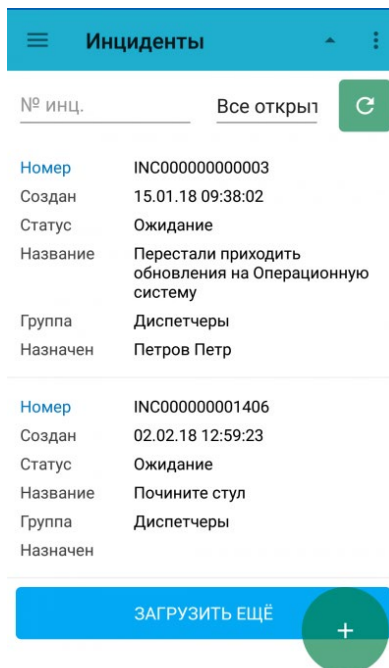 Инциденты
№ инц. Все открыт
Номер INC000000000003
Создан 15.01.18 09:38:02
Статус Ожидание
Название Перестали приходить
обновления на Операционную
систему
Группа Диспетчеры
Назначен Петров Петр
Номер INC000000001406
Создан 02.02.18 12:59:23
Статус Ожидание
Название Почините стул
Группа Диспетчеры
Назначен
ЗАГРУЗИТЬ ЕЩЁ
+